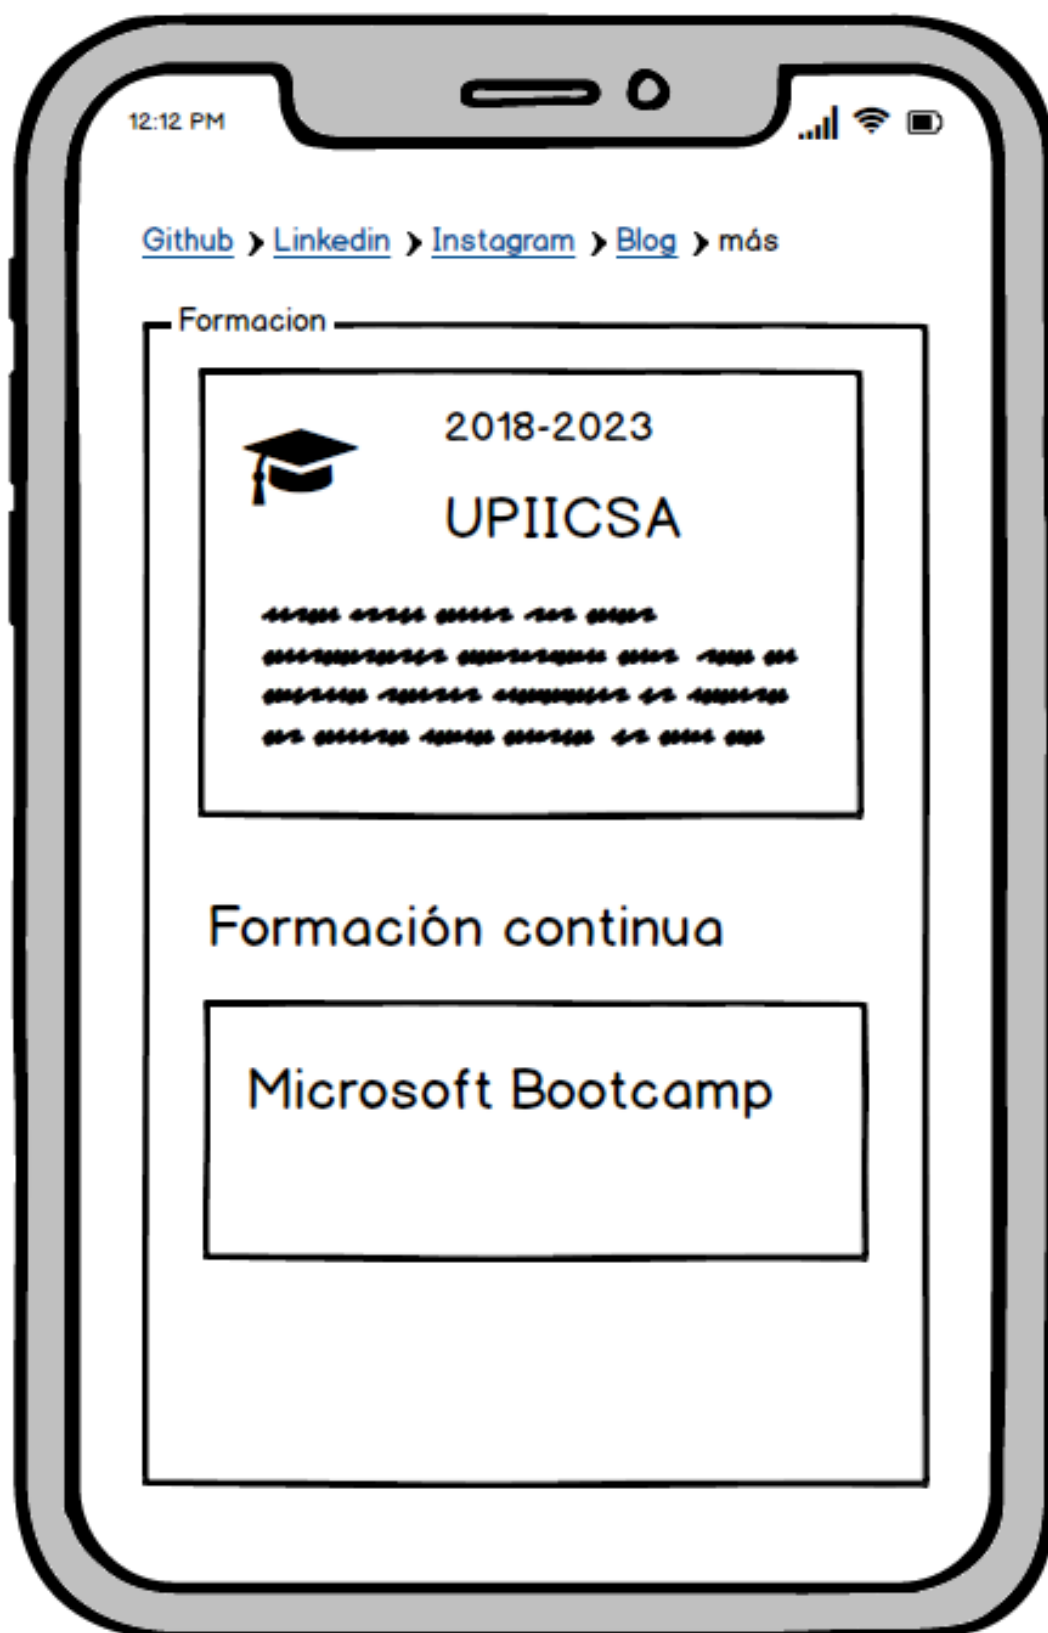 12:12 PM
Github › Linkedin › Instagram › Blog › más
Formacion
2018-2023
UPIICSA
Formación continua
Microsoft Bootcamp